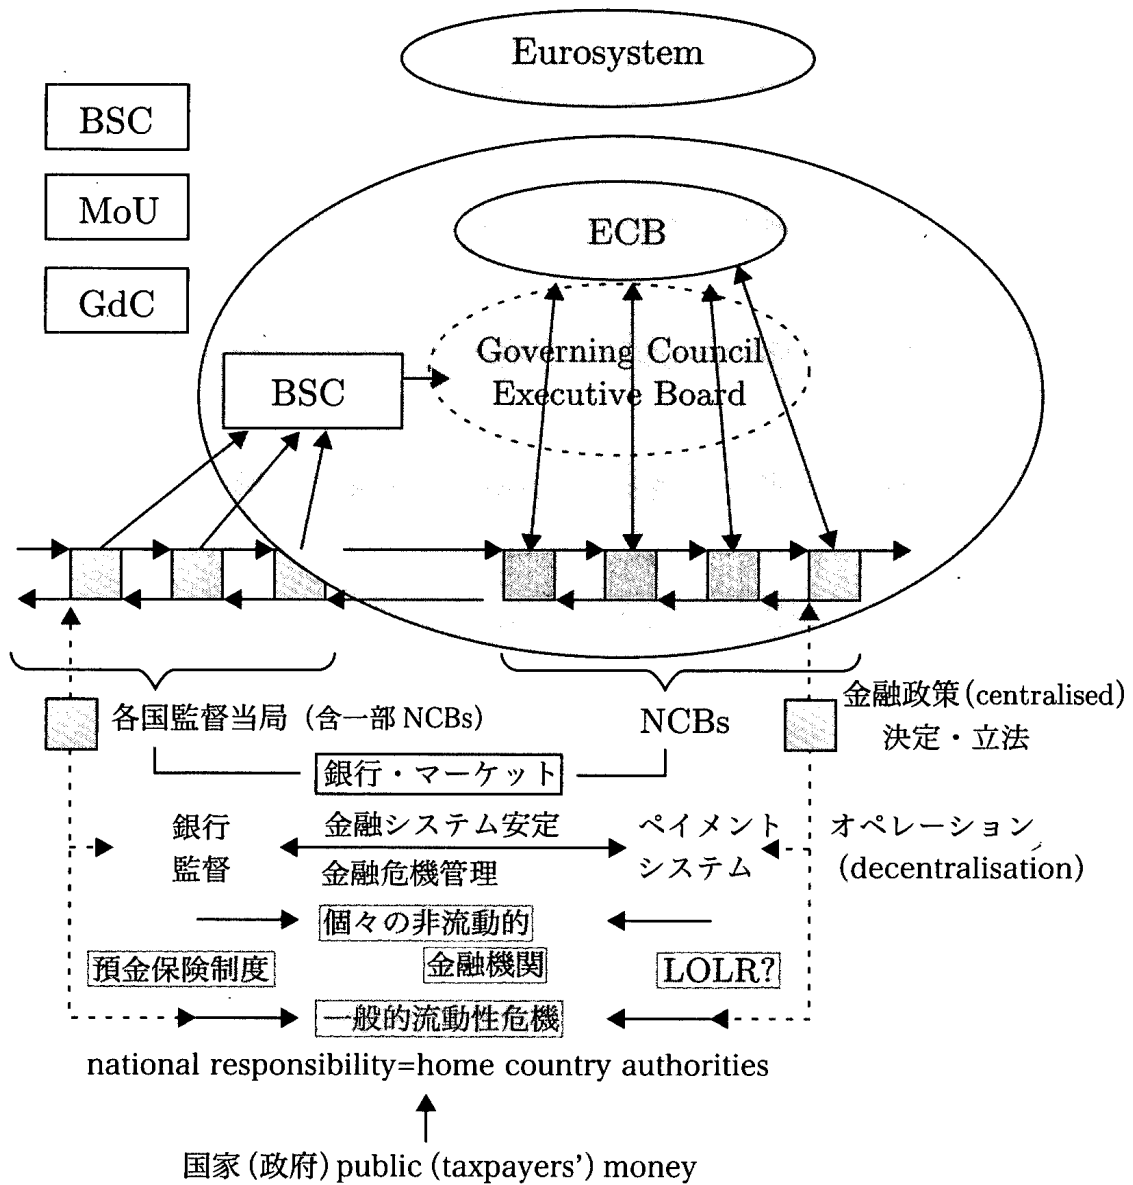 Eurosystem
BSC
MoU
GdC
ECB
Governing Council
Executive Board
BSC
各国監督当局（含一部 NCBs）
NCBs
金融政策(centralised)
決定・立法
銀行・マーケット
銀行
監督
金融システム安定
金融危機管理
ペイメント
システム
オペレーション
(decentralisation)
個々の非流動的
金融機関
預金保険制度
LOLR?
一般的流動性危機
national responsibility=home country authorities
国家(政府) public (taxpayers') money